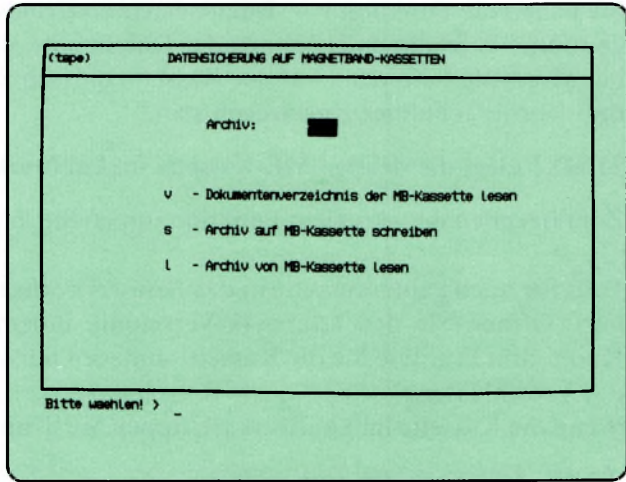 (tape) DATENSICHERUNG AUF MAGNETBAND-KASSETTEN
Archiv:
v - Dokumentenverzeichnis der MB-Kassette lesen
s - Archiv auf MB-Kassette schreiben
l - Archiv von MB-Kassette lesen
Bitte waehlen! > _